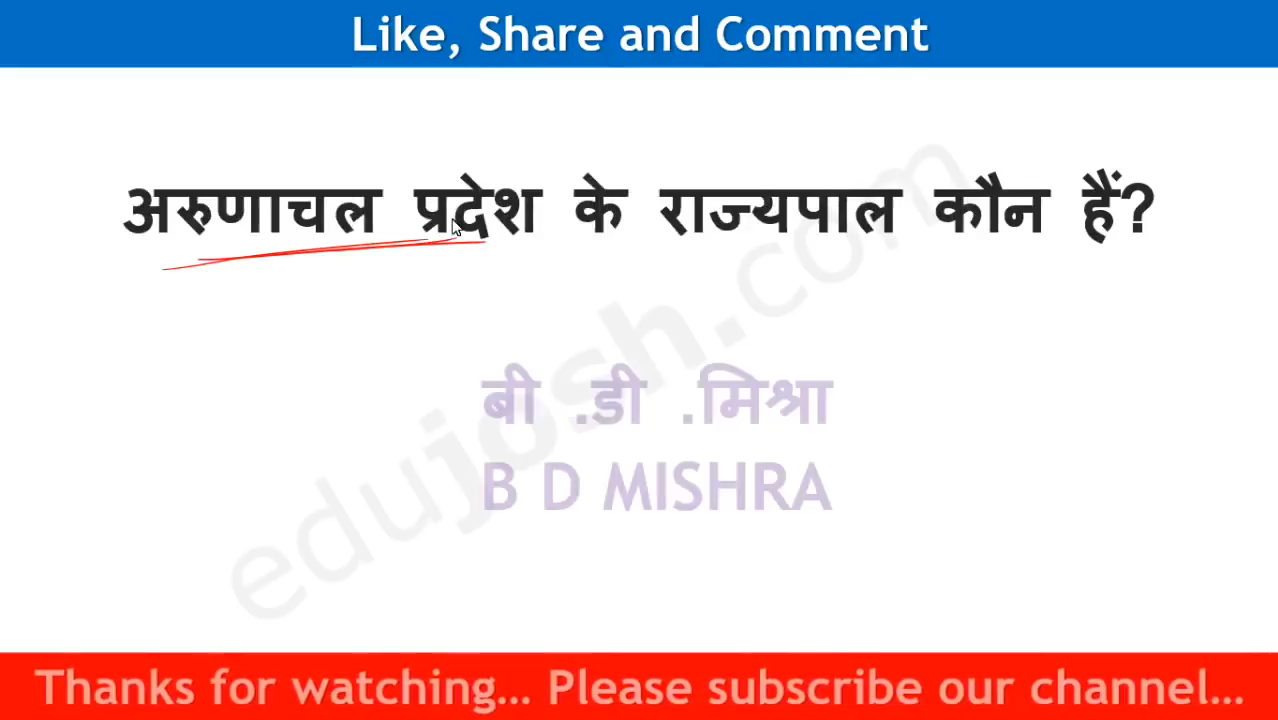 Like, Share and Comment
अरुणाचल प्रदेश के राज्यपाल कौन हैं?
बी .डी .मिश्रा
B D MISHRA
edujosh.com
Thanks for watching... Please subscribe our channel...